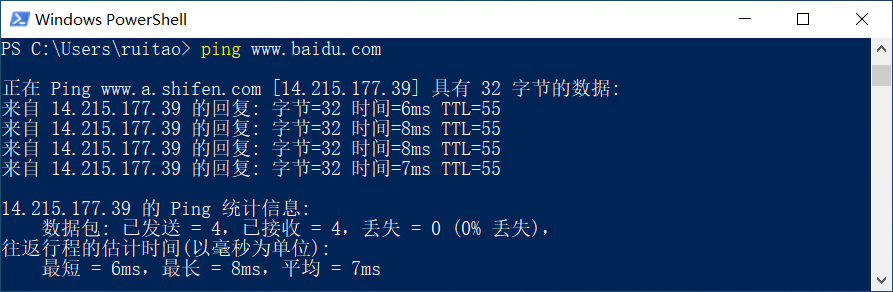 Windows PowerShell
PS C:\Users\ruitao> ping www.baidu.com
正在 Ping www.a.shifen.com [14.215.177.39] 具有 32 字节的数据:
来自 14.215.177.39 的回复: 字节=32 时间=6ms TTL=55
来自 14.215.177.39 的回复: 字节=32 时间=8ms TTL=55
来自 14.215.177.39 的回复: 字节=32 时间=8ms TTL=55
来自 14.215.177.39 的回复: 字节=32 时间=7ms TTL=55
14.215.177.39 的 Ping 统计信息:
数据包: 已发送 = 4，已接收 = 4，丢失 = 0 (0% 丢失)，
往返行程的估计时间(以毫秒为单位):
最短 = 6ms，最长 = 8ms，平均 = 7ms